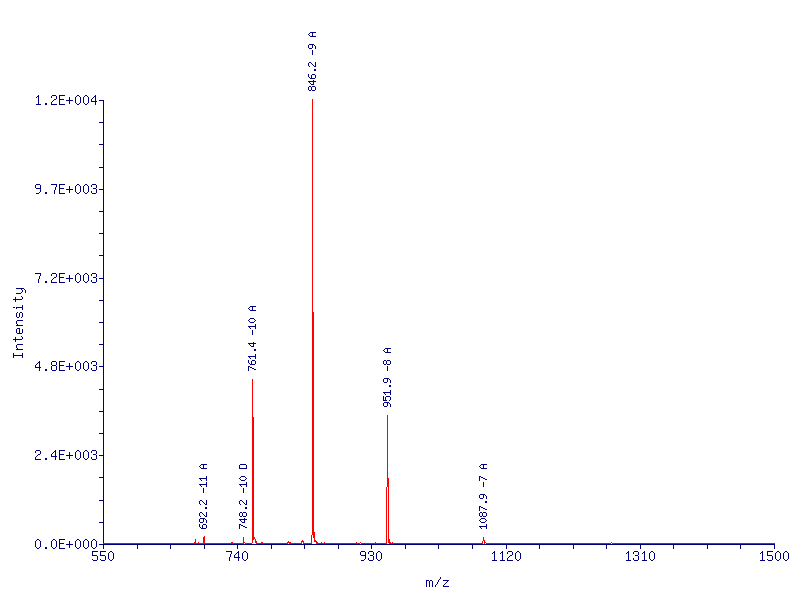 846.2 -9 A
1.2E+004
9.7E+003
7.2E+003
761.4 -10 A
Intensity
951.9 -8 A
4.8E+003
2.4E+003
692.2 -11 A
748.2 -10 D
1087.9 -7 A
0.0E+000
550 740 930 1120 1310 1500
m/z